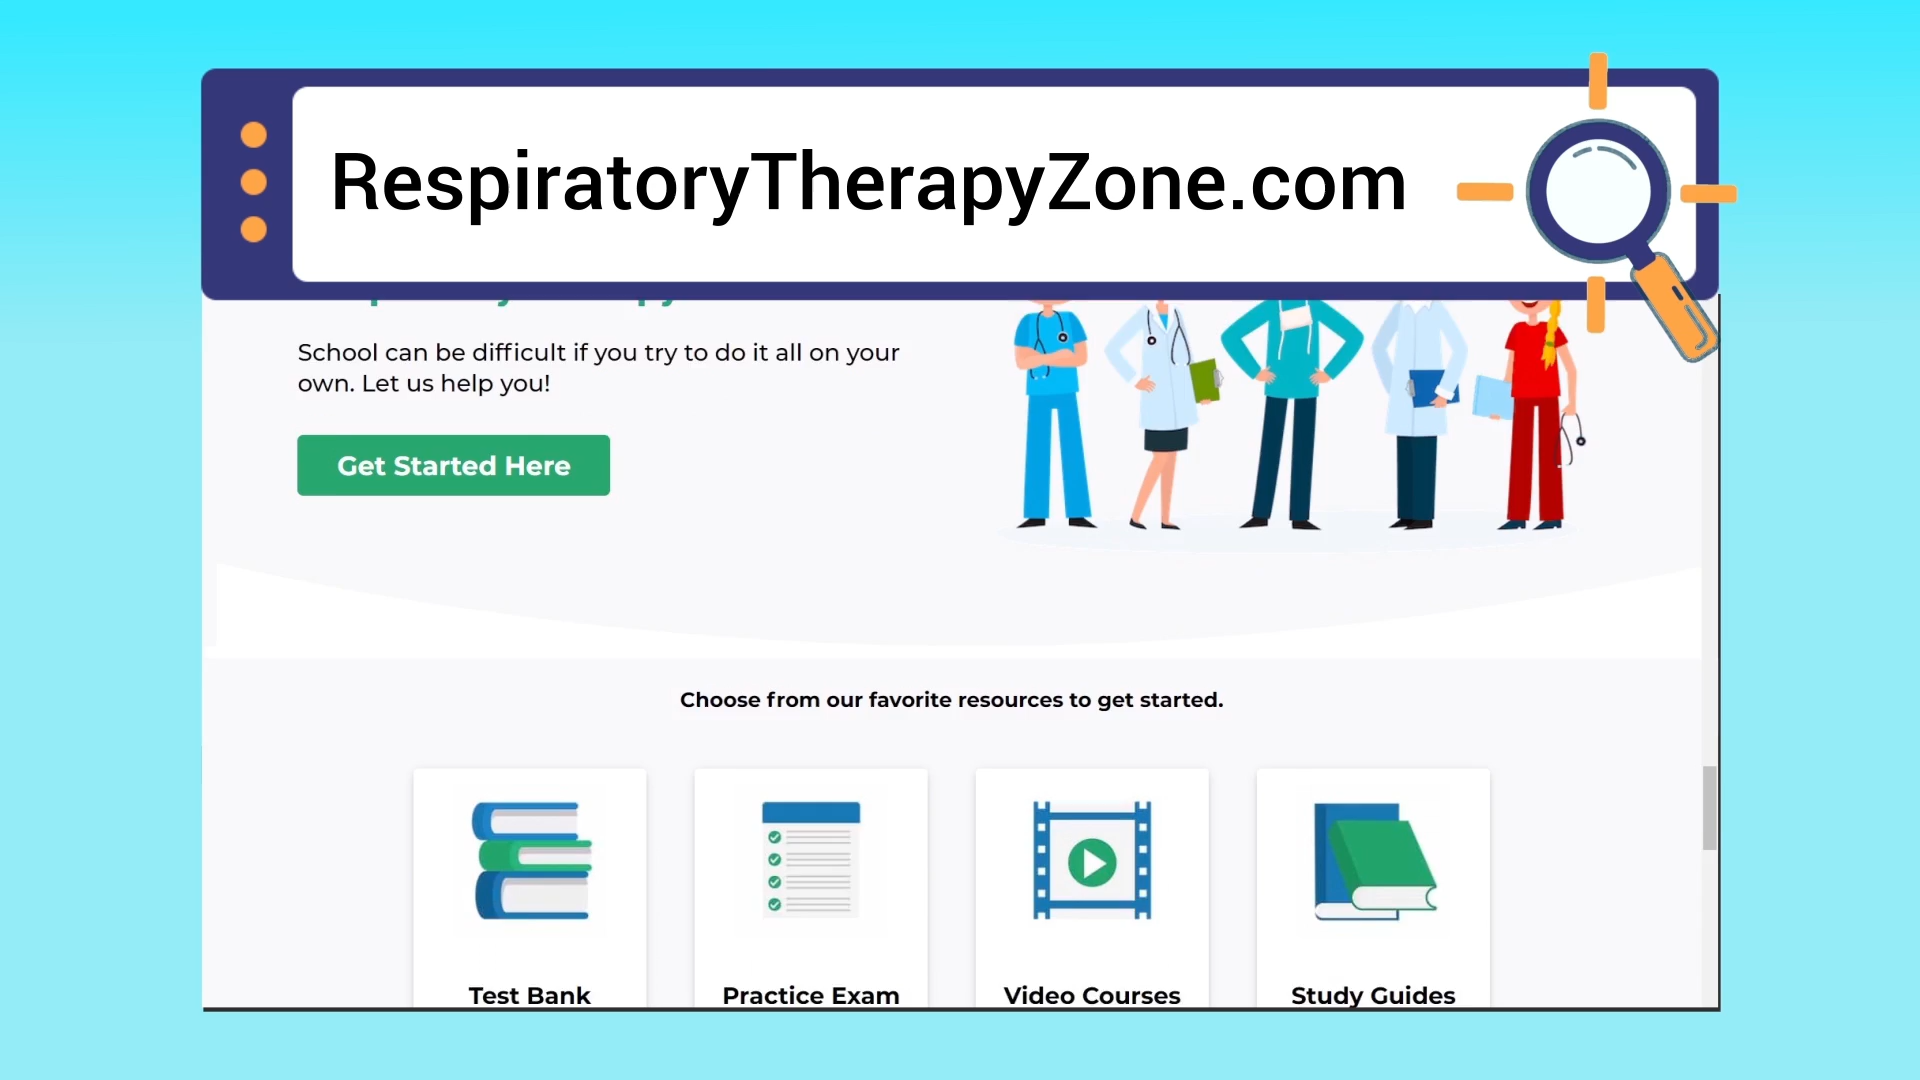 RespiratoryTherapyZone.com
School can be difficult if you try to do it all on your
own. Let us help you!
Get Started Here
Choose from our favorite resources to get started.
Test Bank
Practice Exam
Video Courses
Study Guides